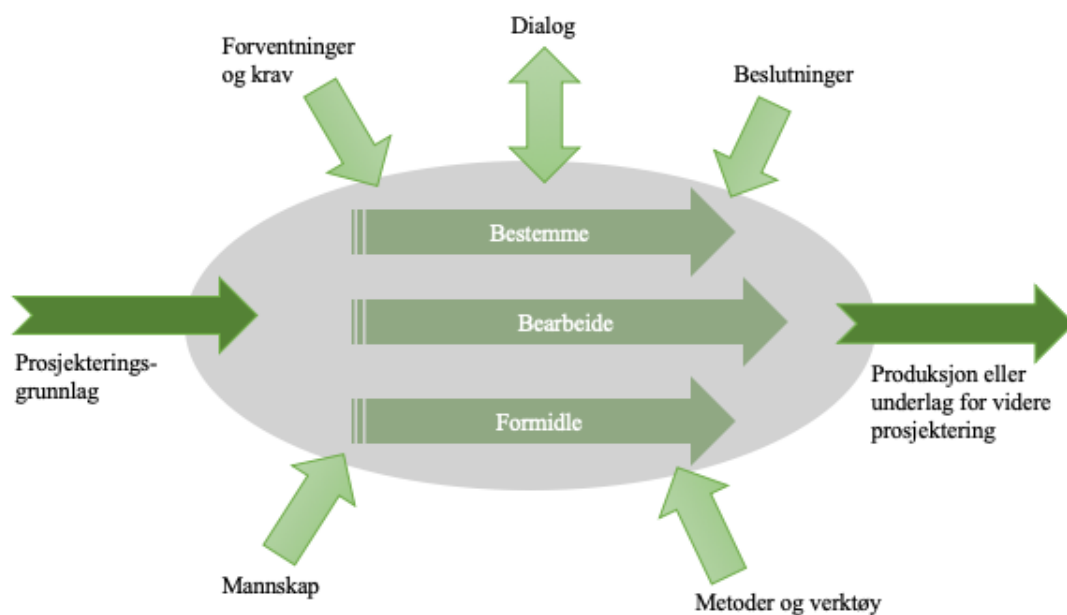 Dialog
Forventninger
og krav
Beslutninger
Bestemme
Bearbeide
Prosjekterings-
grunnlag
Produksjon eller
underlag for videre
prosjektering
Formidle
Mannskap
Metoder og verktøy